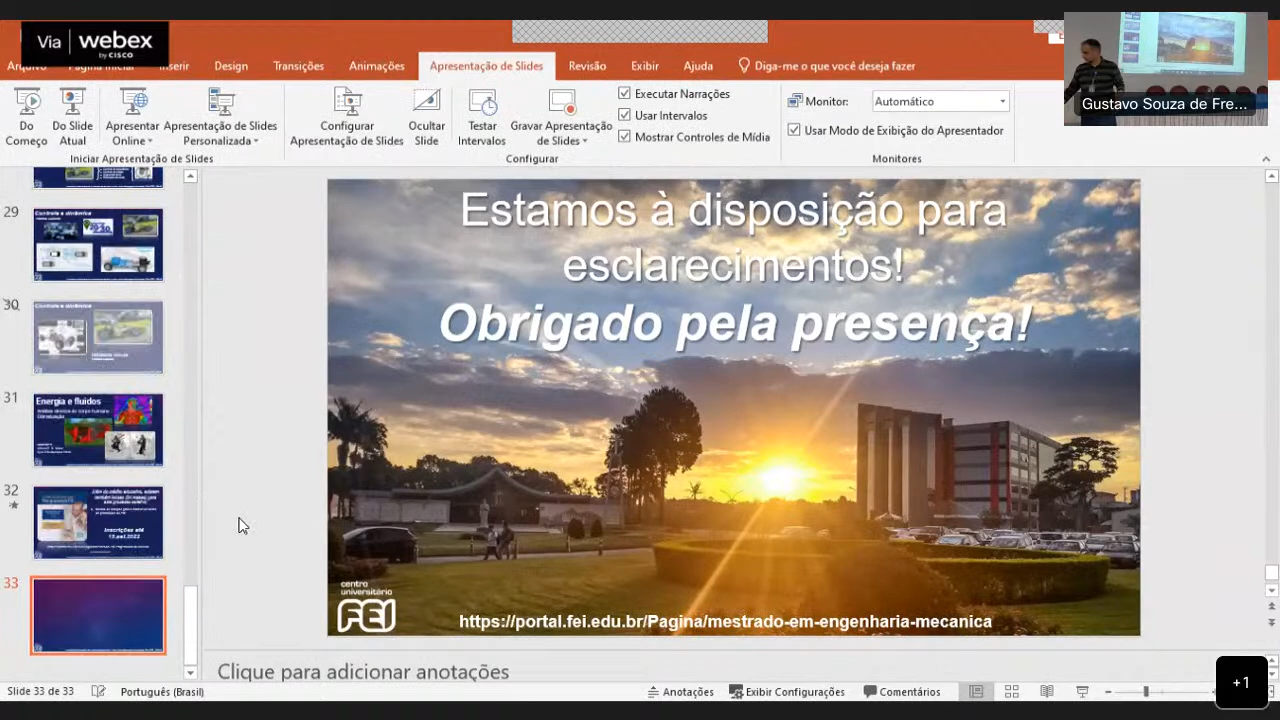 Via webex
by CISCO
Arquivo Página Inicial Inserir Design Transições Animações Apresentação de Slides Revisão Exibir Ajuda Diga-me o que você deseja fazer
Do Começo
Do Slide Atual
Apresentar Online
Apresentação de Slides Personalizada
Iniciar Apresentação de Slides
Configurar Apresentação de Slides
Ocultar Slide
Testar Intervalos
Gravar Apresentação de Slides
Executar Narrações
Usar Intervalos
Mostrar Controles de Mídia
Configurar
Monitor: Automático
Usar Modo de Exibição do Apresentador
Monitores
Gustavo Souza de Fre...
29
Controle e dinâmica
30
Controle e dinâmica
31
Energia e fluidos
32
33
Estamos à disposição para
esclarecimentos!
Obrigado pela presença!
centro
universitário
FEI
https://portal.fei.edu.br/Pagina/mestrado-em-engenharia-mecanica
Clique para adicionar anotações
Slide 33 de 33 Português (Brasil) Anotações Exibir Configurações Comentários
+1